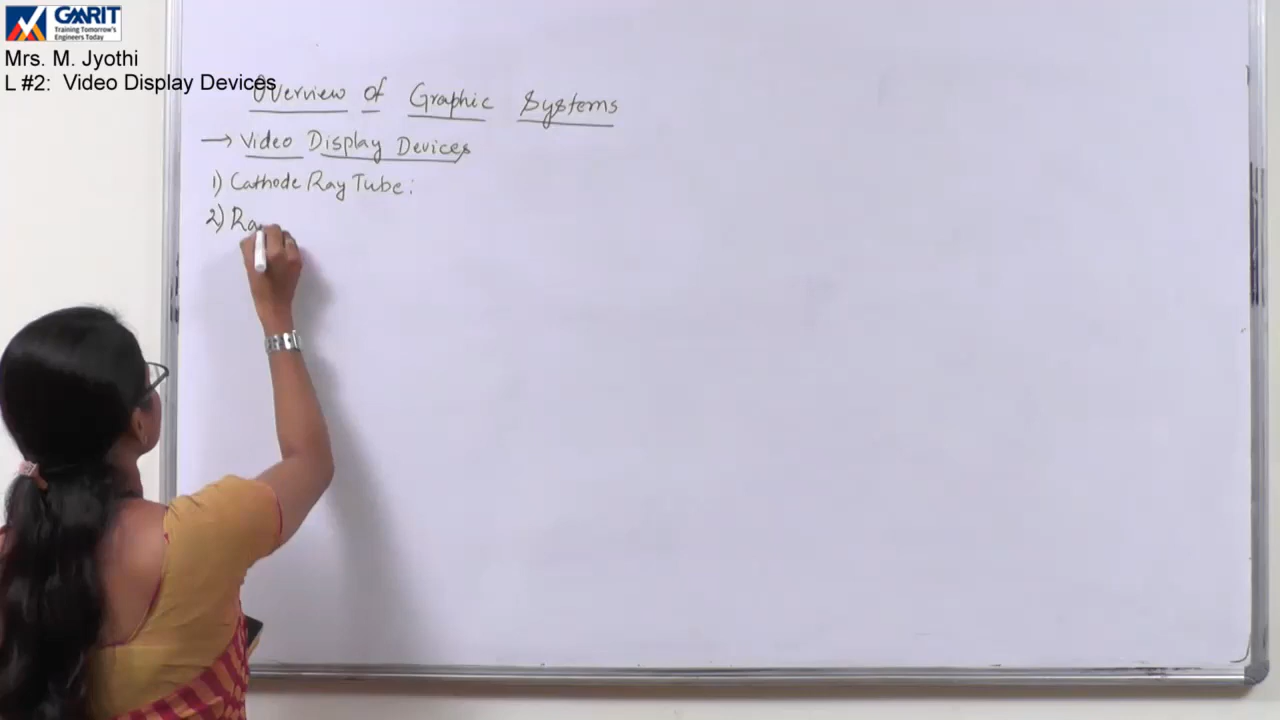 GMRIT
Training Tomorrow's
Engineers Today
Mrs. M. Jyothi
L #2: Video Display Devices
Overview of Graphic Systems
→ Video Display Devices
1) Cathode Ray Tube:
2) Ra